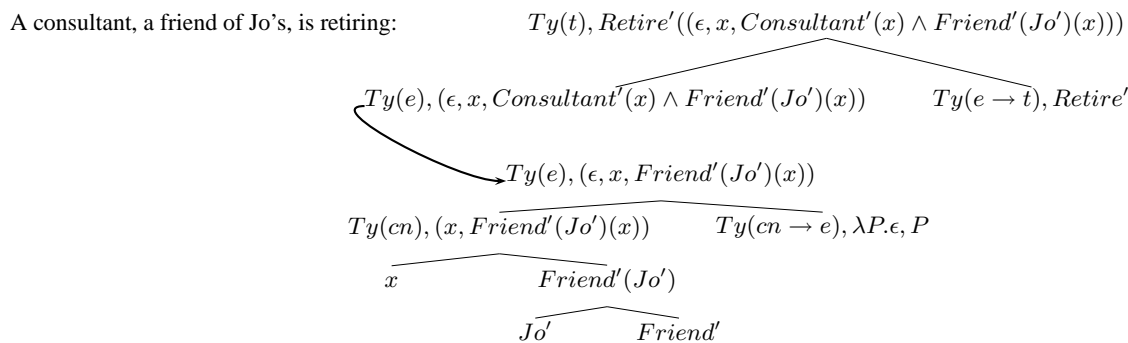 A consultant, a friend of Jo's, is retiring: Ty(t), Retire′((ϵ, x, Consultant′(x) ∧ Friend′(Jo′)(x)))
Ty(e), (ϵ, x, Consultant′(x) ∧ Friend′(Jo′)(x)) Ty(e → t), Retire′
Ty(e), (ϵ, x, Friend′(Jo′)(x))
Ty(cn), (x, Friend′(Jo′)(x)) Ty(cn → e), λP.ϵ, P
x Friend′(Jo′)
Jo′ Friend′